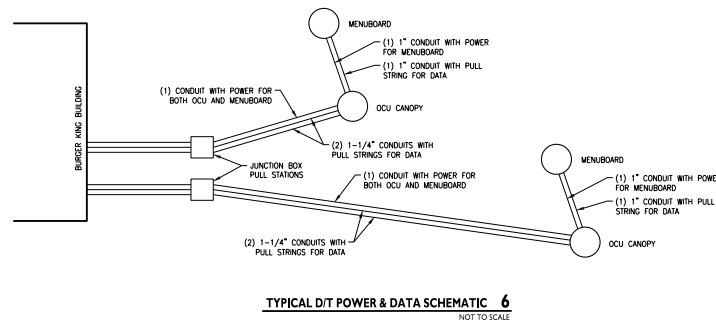 MENUBOARD
(1) 1" CONDUIT WITH POWER
FOR MENUBOARD
(1) 1" CONDUIT WITH PULL
STRING FOR DATA
(1) CONDUIT WITH POWER FOR
BOTH OCU AND MENUBOARD
OCU CANOPY
(2) 1-1/4" CONDUITS WITH
PULL STRINGS FOR DATA
BURGER KING BUILDING
JUNCTION BOX
PULL STATIONS
MENUBOARD
(1) CONDUIT WITH POWER FOR
BOTH OCU AND MENUBOARD
(1) 1" CONDUIT WITH POWE
FOR MENUBOARD
(1) 1" CONDUIT WITH PULL
STRING FOR DATA
(2) 1-1/4" CONDUITS WITH
PULL STRINGS FOR DATA
OCU CANOPY
TYPICAL D/T POWER & DATA SCHEMATIC 6
NOT TO SCALE